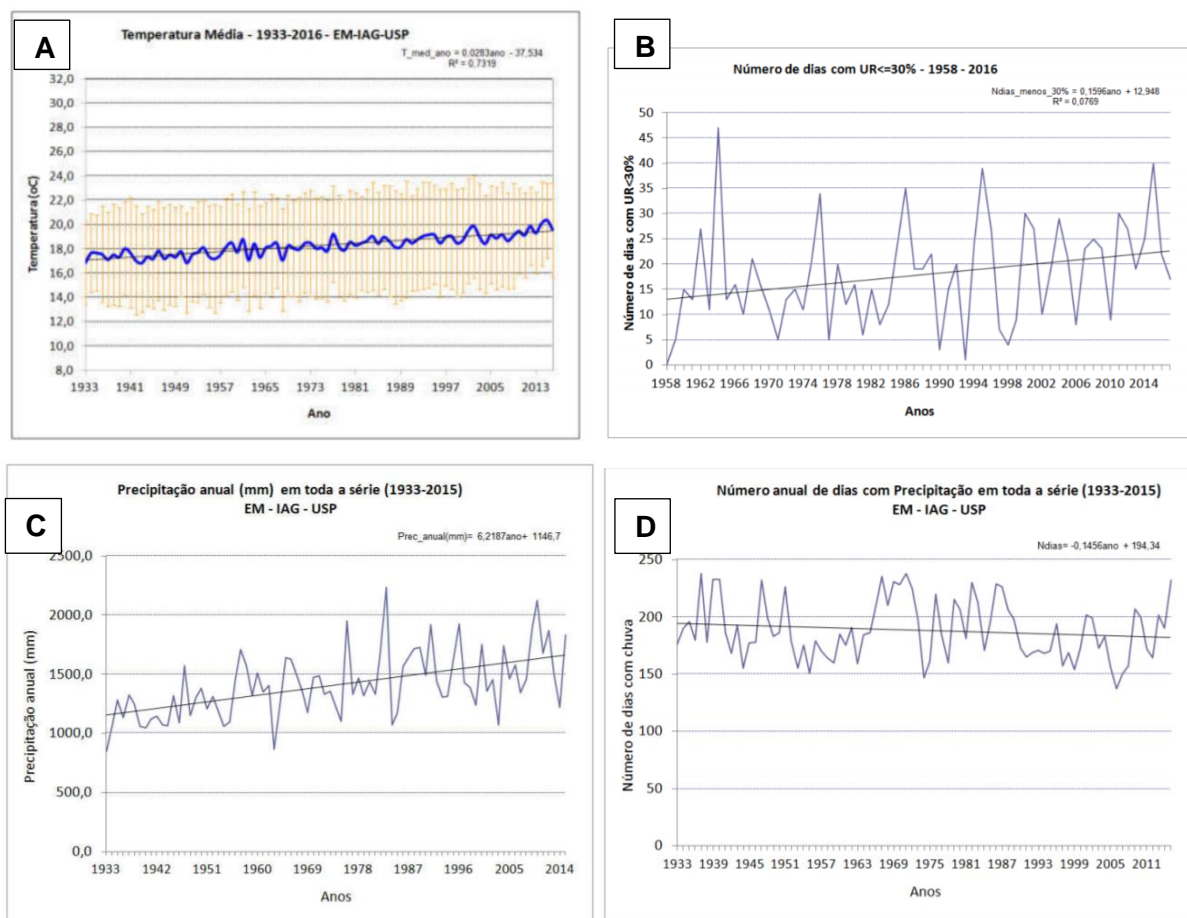 A
Temperatura Média - 1933-2016 - EM-IAG-USP
T_med_ano = 0,0283ano - 37,534
R² = 0,7319
Temperatura (oC)
32,0
30,0
28,0
26,0
24,0
22,0
20,0
18,0
16,0
14,0
12,0
10,0
8,0
1933 1941 1949 1957 1965 1973 1981 1989 1997 2005 2013
Ano
B
Número de dias com UR<=30% - 1958 - 2016
Ndias_menos_30% = 0,1596ano + 12,948
R² = 0,0769
Número de dias com UR<30%
50
45
40
35
30
25
20
15
10
5
0
1958 1962 1966 1970 1974 1978 1982 1986 1990 1994 1998 2002 2006 2010 2014
Anos
C
Precipitação anual (mm) em toda a série (1933-2015)
EM - IAG - USP
Prec_anual(mm)= 6,2187ano+ 1146,7
Precipitação anual (mm)
2500,0
2000,0
1500,0
1000,0
500,0
0,0
1933 1942 1951 1960 1969 1978 1987 1996 2005 2014
Anos
D
Número anual de dias com Precipitação em toda a série (1933-2015)
EM - IAG - USP
Ndias= -0,1456ano + 194,34
Número de dias com chuva
250
200
150
100
50
0
1933 1939 1945 1951 1957 1963 1969 1975 1981 1987 1993 1999 2005 2011
Anos